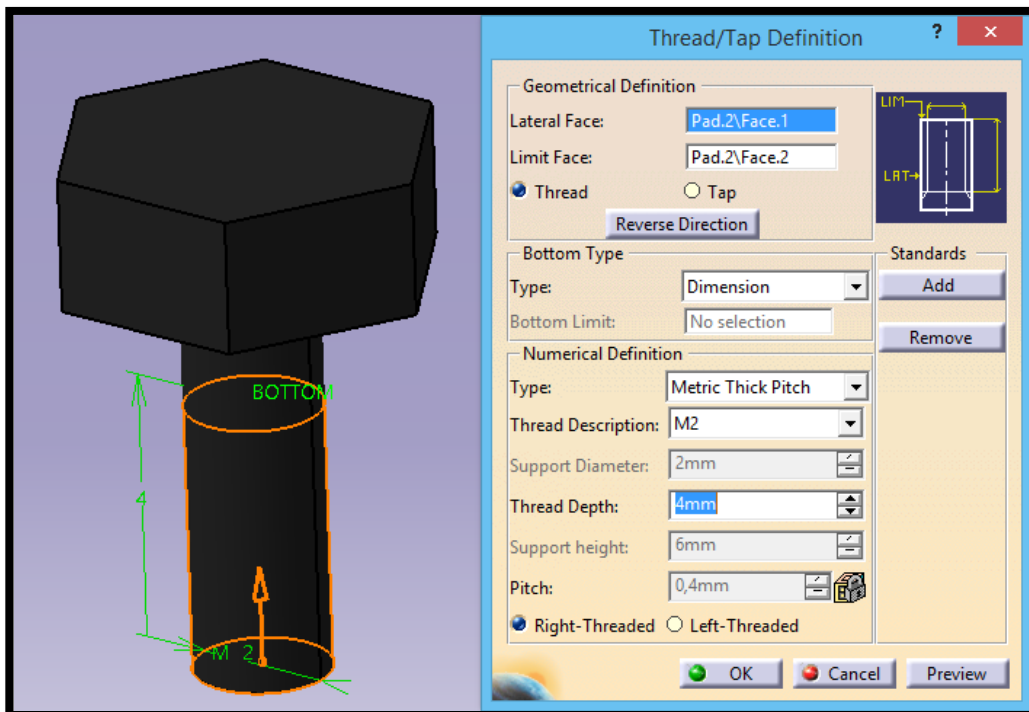 Thread/Tap Definition ?
Geometrical Definition
Lateral Face: Pad.2\Face.1
Limit Face: Pad.2\Face.2
Thread Tap
Reverse Direction
LIM
LAT
Bottom Type
Type: Dimension
Bottom Limit: No selection
Standards
Add
Remove
Numerical Definition
Type: Metric Thick Pitch
Thread Description: M2
Support Diameter: 2mm
Thread Depth: 4mm
Support height: 6mm
Pitch: 0,4mm
Right-Threaded Left-Threaded
OK Cancel Preview
BOTTOM
4
M 2